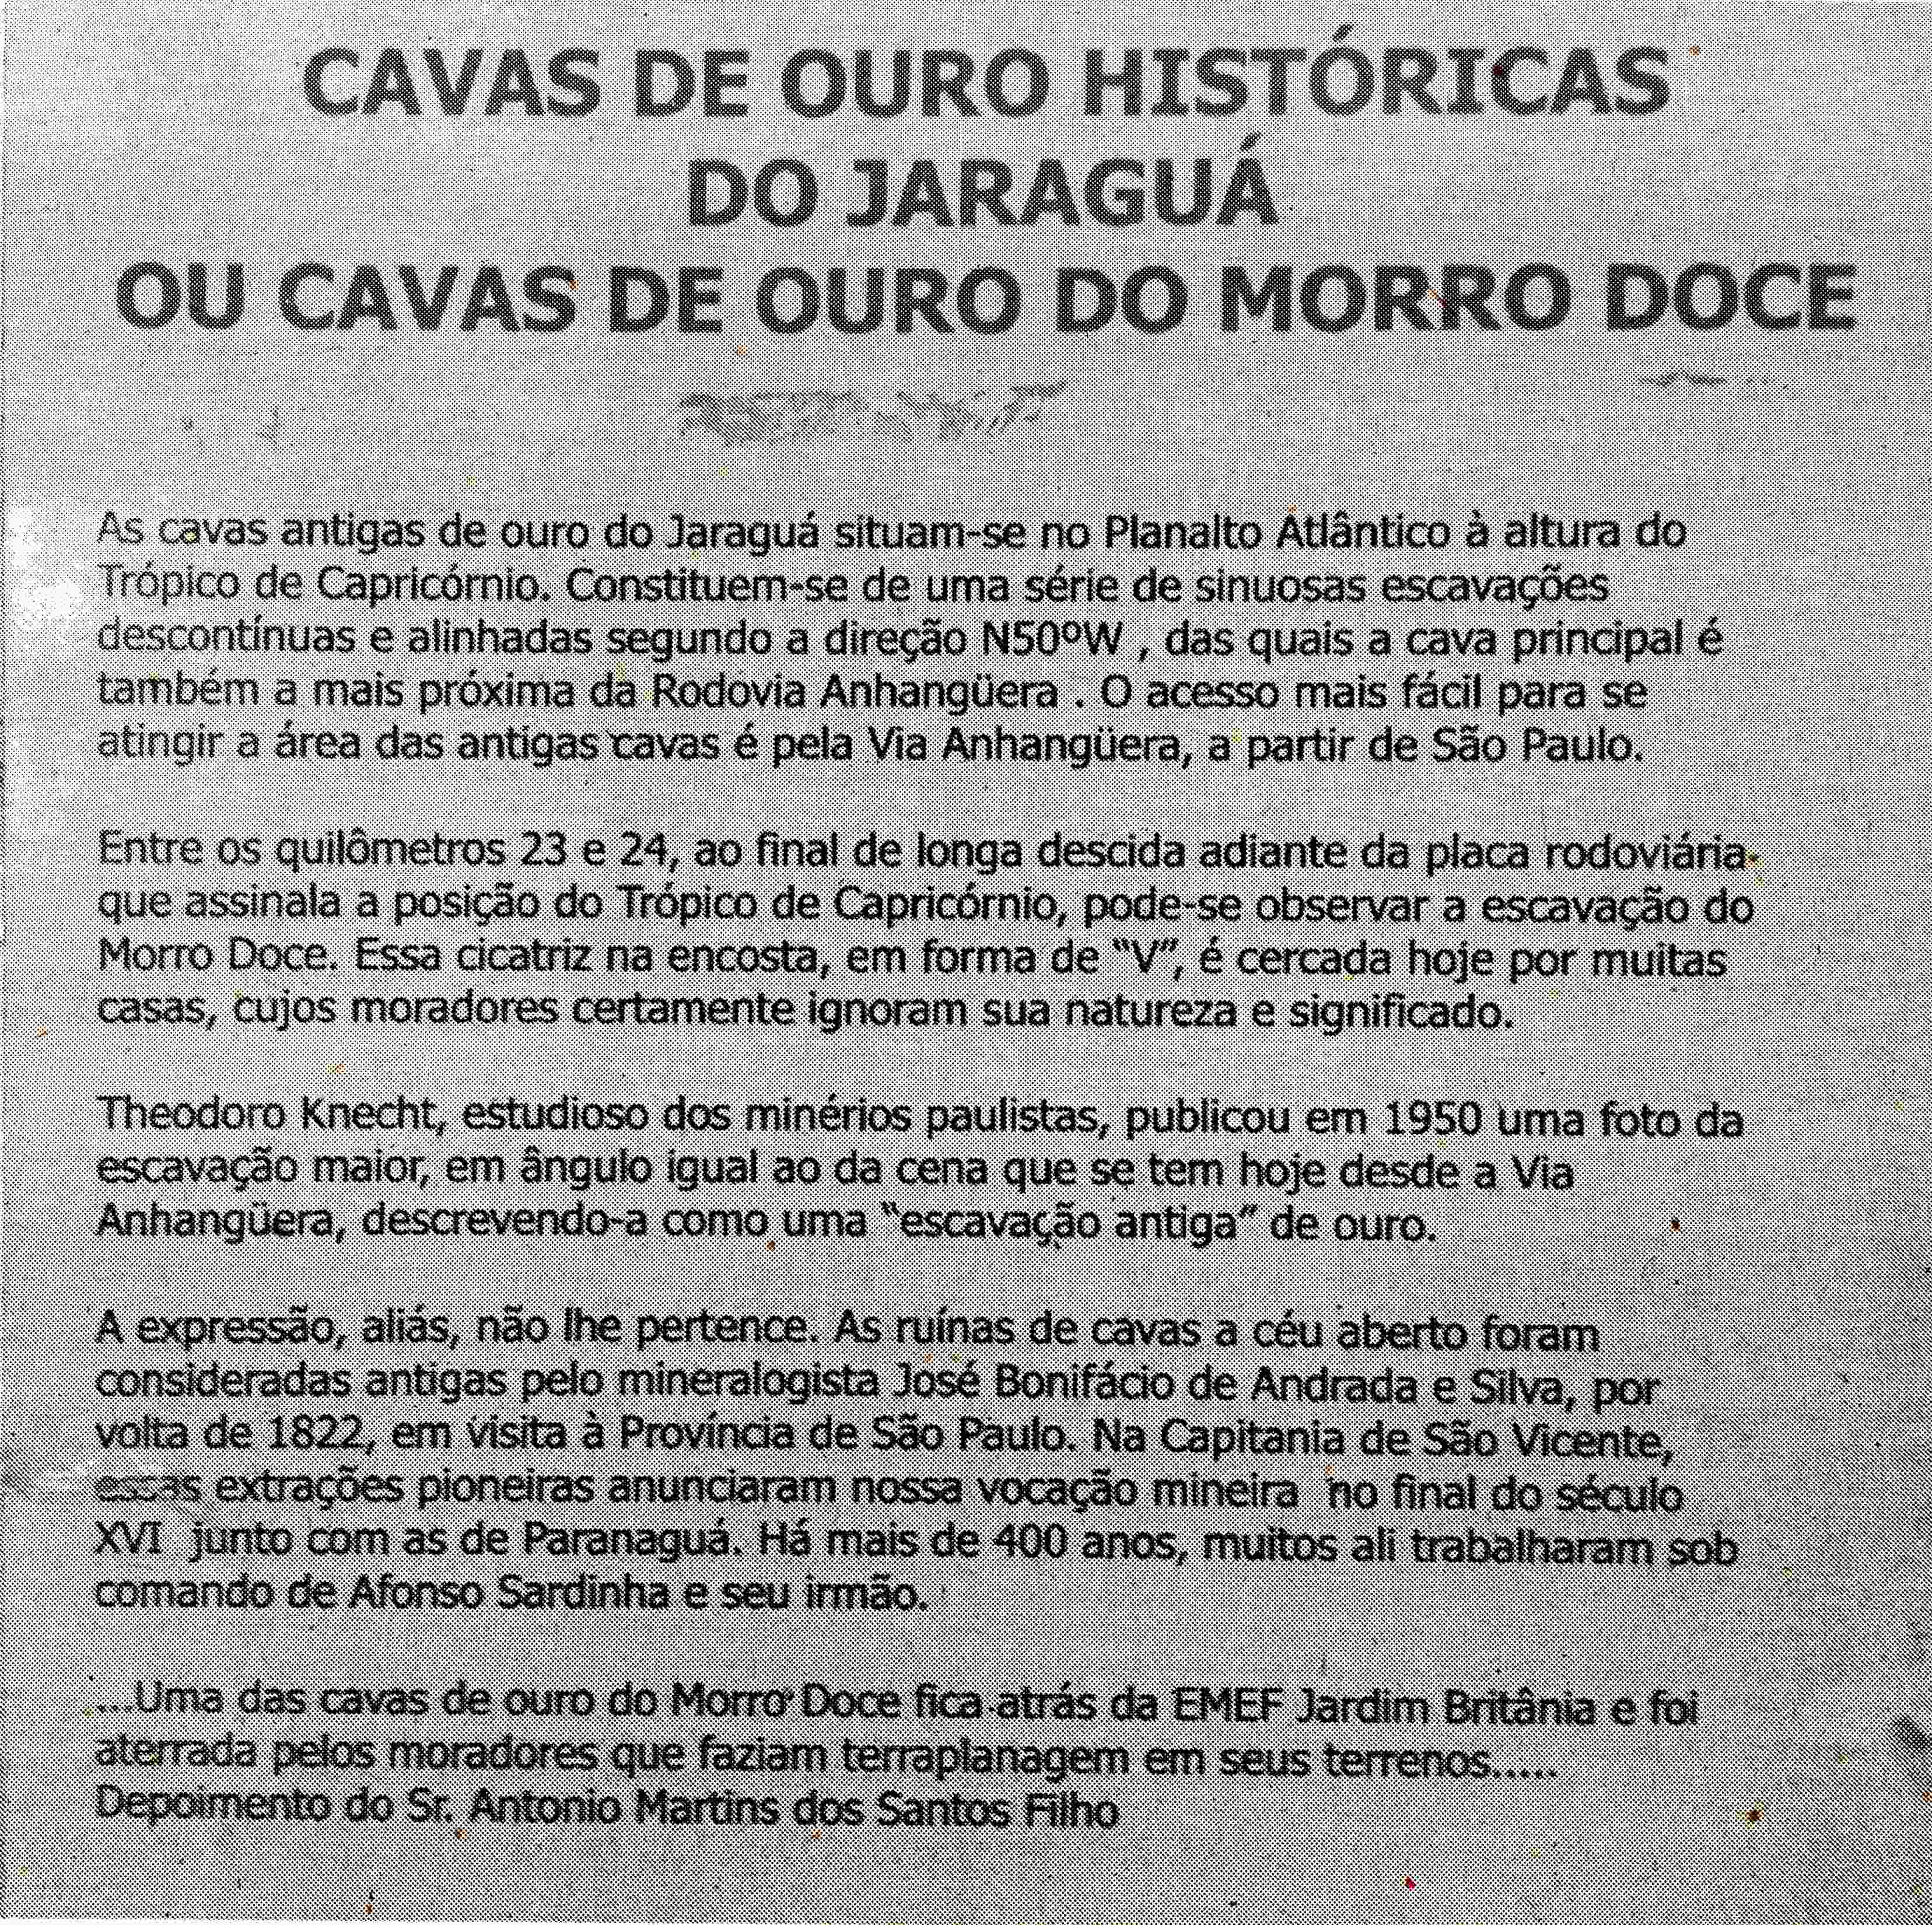 CAVAS DE OURO HISTÓRICAS
DO JARAGUÁ
OU CAVAS DE OURO DO MORRO DOCE
As cavas antigas de ouro do Jaraguá situam-se no Planalto Atlântico à altura do
Trópico de Capricórnio. Constituem-se de uma série de sinuosas escavações
descontínuas e alinhadas segundo a direção N50ºW , das quais a cava principal é
também a mais próxima da Rodovia Anhangüera . O acesso mais fácil para se
atingir a área das antigas cavas é pela Via Anhangüera, a partir de São Paulo.
Entre os quilômetros 23 e 24, ao final de longa descida adiante da placa rodoviária
que assinala a posição do Trópico de Capricórnio, pode-se observar a escavação do
Morro Doce. Essa cicatriz na encosta, em forma de “V”, é cercada hoje por muitas
casas, cujos moradores certamente ignoram sua natureza e significado.
Theodoro Knecht, estudioso dos minérios paulistas, publicou em 1950 uma foto da
escavação maior, em ângulo igual ao da cena que se tem hoje desde a Via
Anhangüera, descrevendo-a como uma “escavação antiga” de ouro.
A expressão, aliás, não lhe pertence. As ruínas de cavas a céu aberto foram
consideradas antigas pelo mineralogista José Bonifácio de Andrada e Silva, por
volta de 1822, em visita à Província de São Paulo. Na Capitania de São Vicente,
essas extrações pioneiras anunciaram nossa vocação mineira no final do século
XVI junto com as de Paranaguá. Há mais de 400 anos, muitos ali trabalharam sob
comando de Afonso Sardinha e seu irmão.
...Uma das cavas de ouro do Morro Doce fica atrás da EMEF Jardim Britânia e foi
aterrada pelos moradores que faziam terraplanagem em seus terrenos.....
Depoimento do Sr. Antonio Martins dos Santos Filho